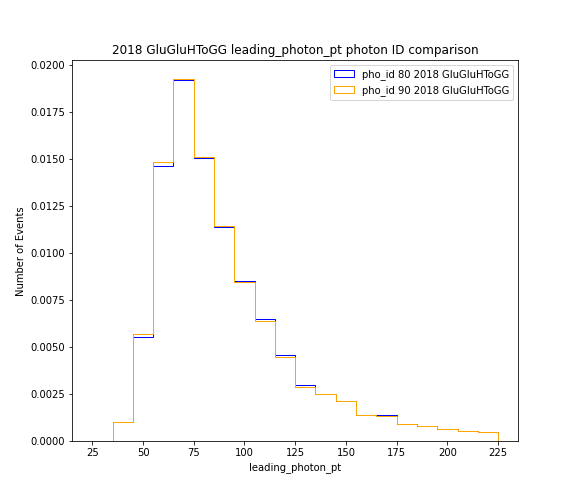 2018 GluGluHToGG leading_photon_pt photon ID comparison
pho_id 80 2018 GluGluHToGG
pho_id 90 2018 GluGluHToGG
Number of Events
0.0200
0.0175
0.0150
0.0125
0.0100
0.0075
0.0050
0.0025
0.0000
25 50 75 100 125 150 175 200 225
leading_photon_pt